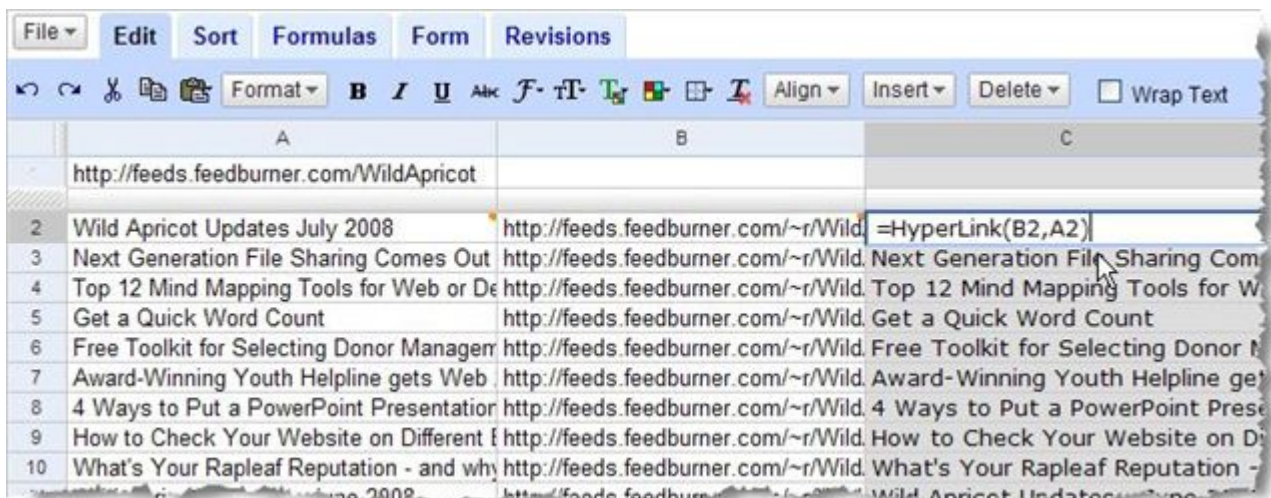 File Edit Sort Formulas Form Revisions
Format B I U Abc F TT T Align Insert Delete Wrap Text
A B C
http://feeds.feedburner.com/WildApricot
2 Wild Apricot Updates July 2008 http://feeds.feedburner.com/~r/Wild. =HyperLink(B2,A2)
3 Next Generation File Sharing Comes Out http://feeds.feedburner.com/~r/Wild. Next Generation File Sharing Com
4 Top 12 Mind Mapping Tools for Web or De http://feeds.feedburner.com/~r/Wild. Top 12 Mind Mapping Tools for W
5 Get a Quick Word Count http://feeds.feedburner.com/~r/Wild. Get a Quick Word Count
6 Free Toolkit for Selecting Donor Managem http://feeds.feedburner.com/~r/Wild. Free Toolkit for Selecting Donor
7 Award-Winning Youth Helpline gets Web http://feeds.feedburner.com/~r/Wild. Award-Winning Youth Helpline get
8 4 Ways to Put a PowerPoint Presentation http://feeds.feedburner.com/~r/Wild. 4 Ways to Put a PowerPoint Prese
9 How to Check Your Website on Different http://feeds.feedburner.com/~r/Wild. How to Check Your Website on
10 What's Your Rapleaf Reputation - and why http://feeds.feedburner.com/~r/Wild. What's Your Rapleaf Reputation -